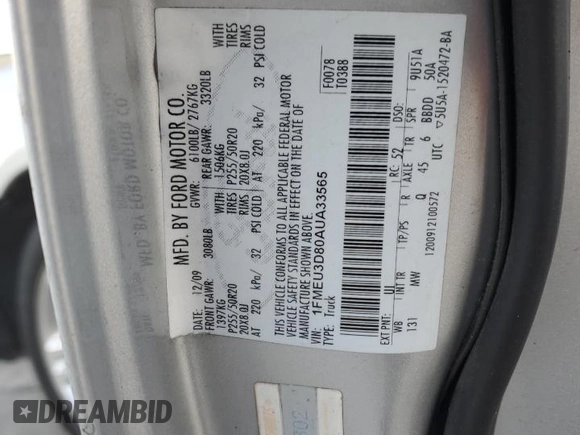 MFD. BY FORD MOTOR CO.
DATE: 12/09
GVWR: 6100LB/ 2767KG
FRONT GAWR: 3080LB
REAR GAWR: 3320LB
1397KG
1506KG
WITH
P255/50R20
TIRES
P255/50R20
WITH
TIRES
20X8.0J
RIMS
20X8.0J
RIMS
AT 220 kPa/ 32 PSI COLD
AT 220 kPa/ 32 PSI COLD
THIS VEHICLE CONFORMS TO ALL APPLICABLE FEDERAL MOTOR
VEHICLE SAFETY STANDARDS IN EFFECT ON THE DATE OF
MANUFACTURE SHOWN ABOVE.
VIN: 1FMEU3D80AUA33565
TYPE: Truck
F0078
T0388
EXT PNT: UJ RC: 52 DSO:
WB INT TR TP/PS R AXLE TR SPR
131 MW Q 45 6 BBDD
9U51A
50A
1200912100572
UTC
5U5A-1520472-BA
DREAMBID